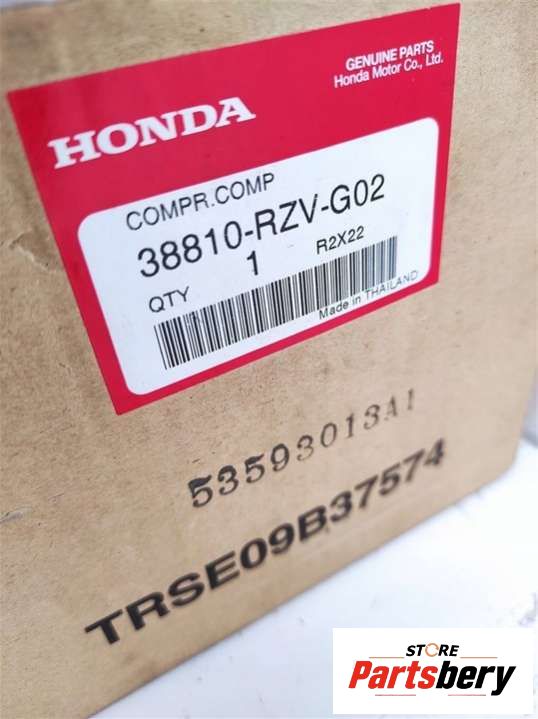 GENUINE PARTS
Honda Motor Co., Ltd.
HONDA
COMPR.COMP
38810-RZV-G02
QTY 1 R2X22
Made in THAILAND
53593013A1
TRSE09B37574
STORE
Partsbery